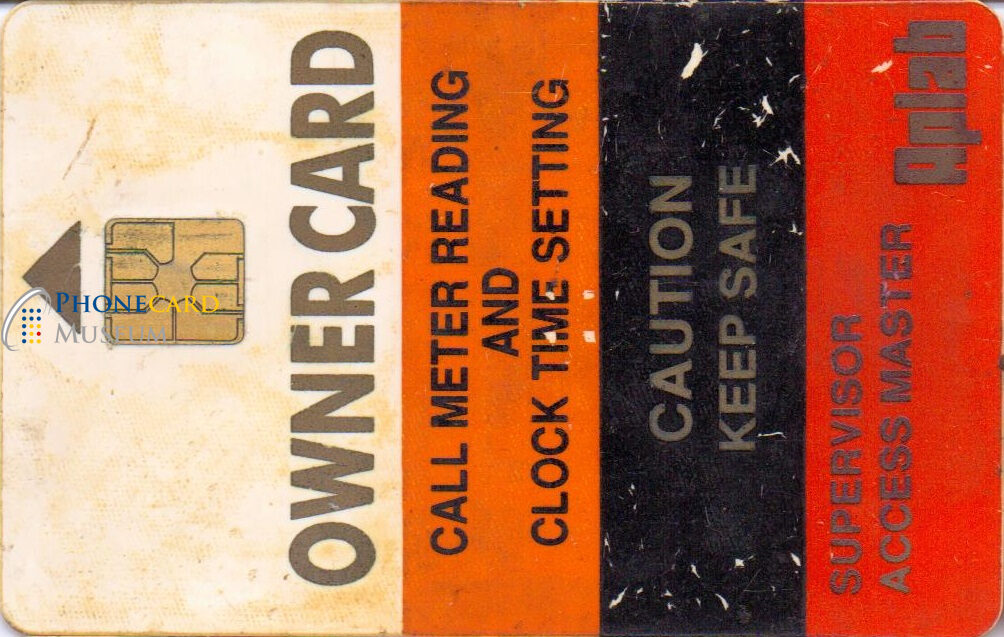 OWNER CARD
CALL METER READING
AND
CLOCK TIME SETTING
CAUTION
KEEP SAFE
SUPERVISOR
ACCESS MASTER
Aplab
PHONECARD
MUSEUM